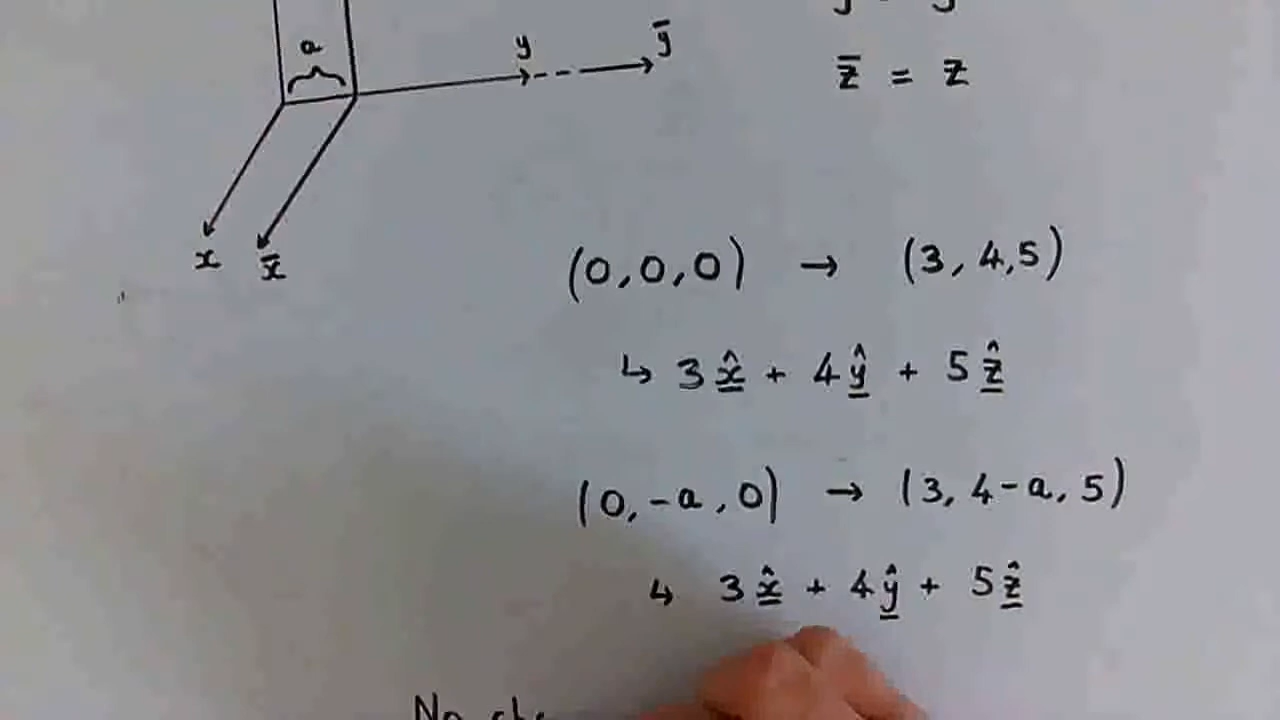 a
y ȳ
z̄ = z
x x̄
(0,0,0) → (3,4,5)
↳ 3x̂ + 4ŷ + 5ẑ
(0,-a,0) → (3,4-a,5)
↳ 3x̂ + 4ŷ + 5ẑ
No